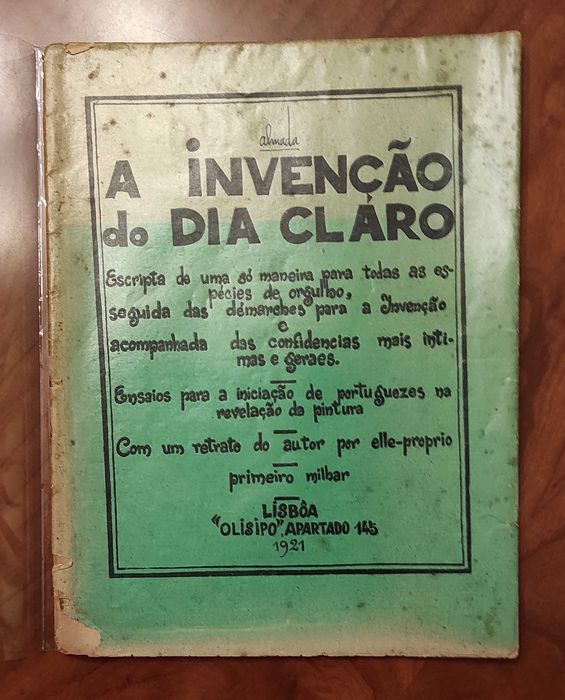 almada
A INVENÇÃO
do DIA CLÁRO
Escripta de uma só maneira para todas as es-
pécies de orgulho,
seguida das démarches para a Invenção
e
acompanhada das confidencias mais inti-
mas e geraes.
Ensaios para a iniciação de portuguezes na
revelação da pintura
Com um retrato do autor por elle-proprio
primeiro milhar
LISBÔA
"OLISIPO", APARTADO 145
1921